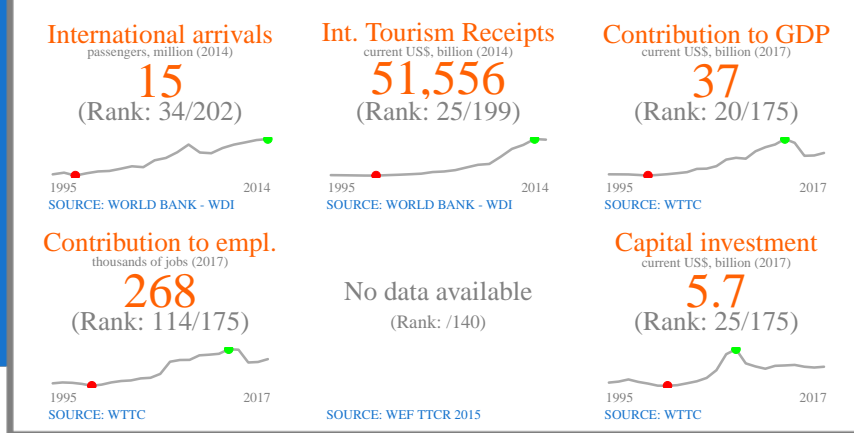 International arrivals
passengers, million (2014)
15
(Rank: 34/202)
1995 2014
SOURCE: WORLD BANK - WDI
Int. Tourism Receipts
current US$, billion (2014)
51,556
(Rank: 25/199)
1995 2014
SOURCE: WORLD BANK - WDI
Contribution to GDP
current US$, billion (2017)
37
(Rank: 20/175)
1995 2017
SOURCE: WTTC
Contribution to empl.
thousands of jobs (2017)
268
(Rank: 114/175)
1995 2017
SOURCE: WTTC
No data available
(Rank: /140)
SOURCE: WEF TTCR 2015
Capital investment
current US$, billion (2017)
5.7
(Rank: 25/175)
1995 2017
SOURCE: WTTC